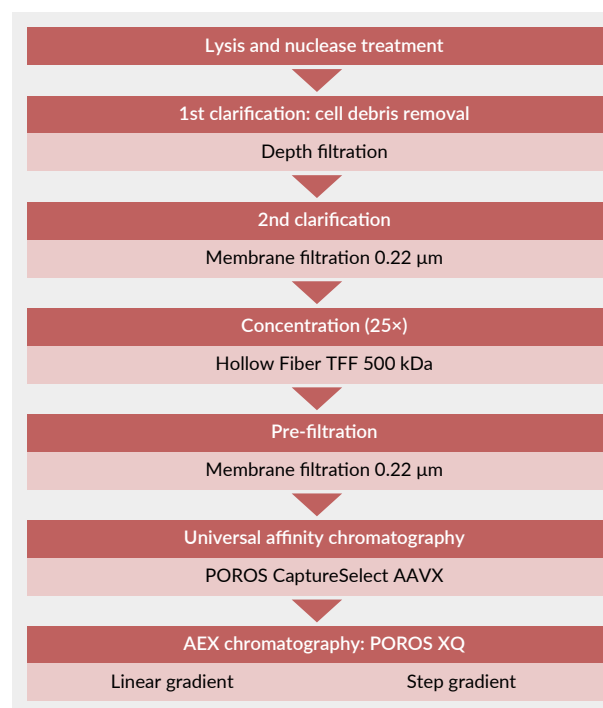 Lysis and nuclease treatment
1st clarification: cell debris removal
Depth filtration
2nd clarification
Membrane filtration 0.22 µm
Concentration (25×)
Hollow Fiber TFF 500 kDa
Pre-filtration
Membrane filtration 0.22 µm
Universal affinity chromatography
POROS CaptureSelect AAVX
AEX chromatography: POROS XQ
Linear gradient Step gradient